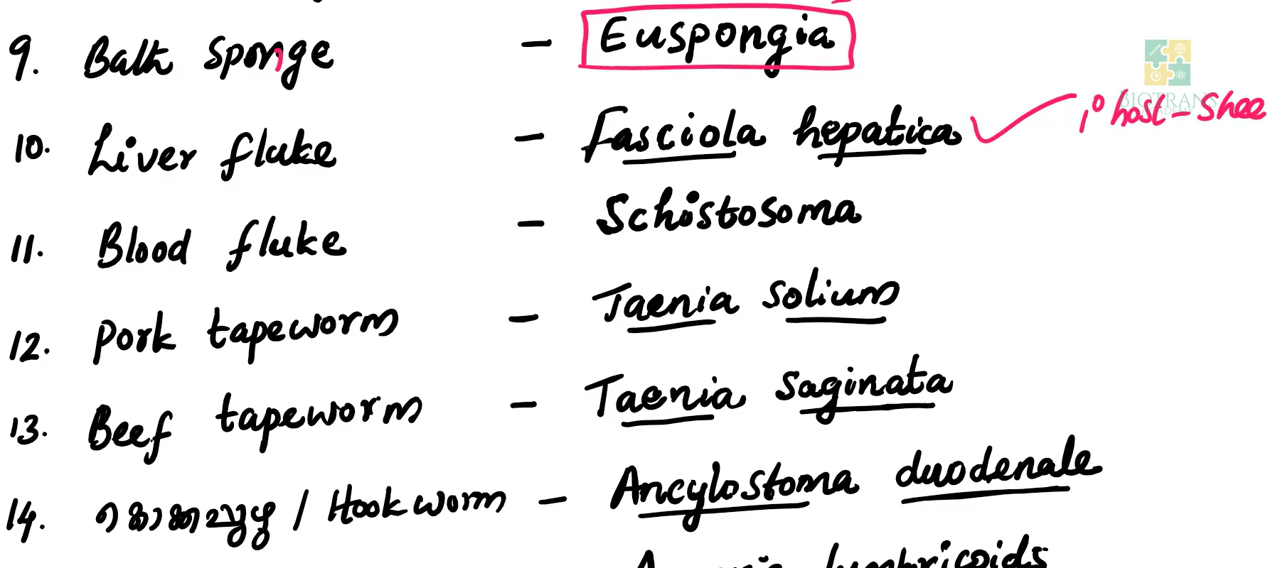 9. Bath sponge - Euspongia
10. Liver fluke - Fasciola hepatica ✓ 1° host - Shee
11. Blood fluke - Schistosoma
12. Pork tapeworm - Taenia solium
13. Beef tapeworm - Taenia saginata
14. കൊക്കപ്പുഴു / Hookworm - Ancylostoma duodenale
lumbricoids